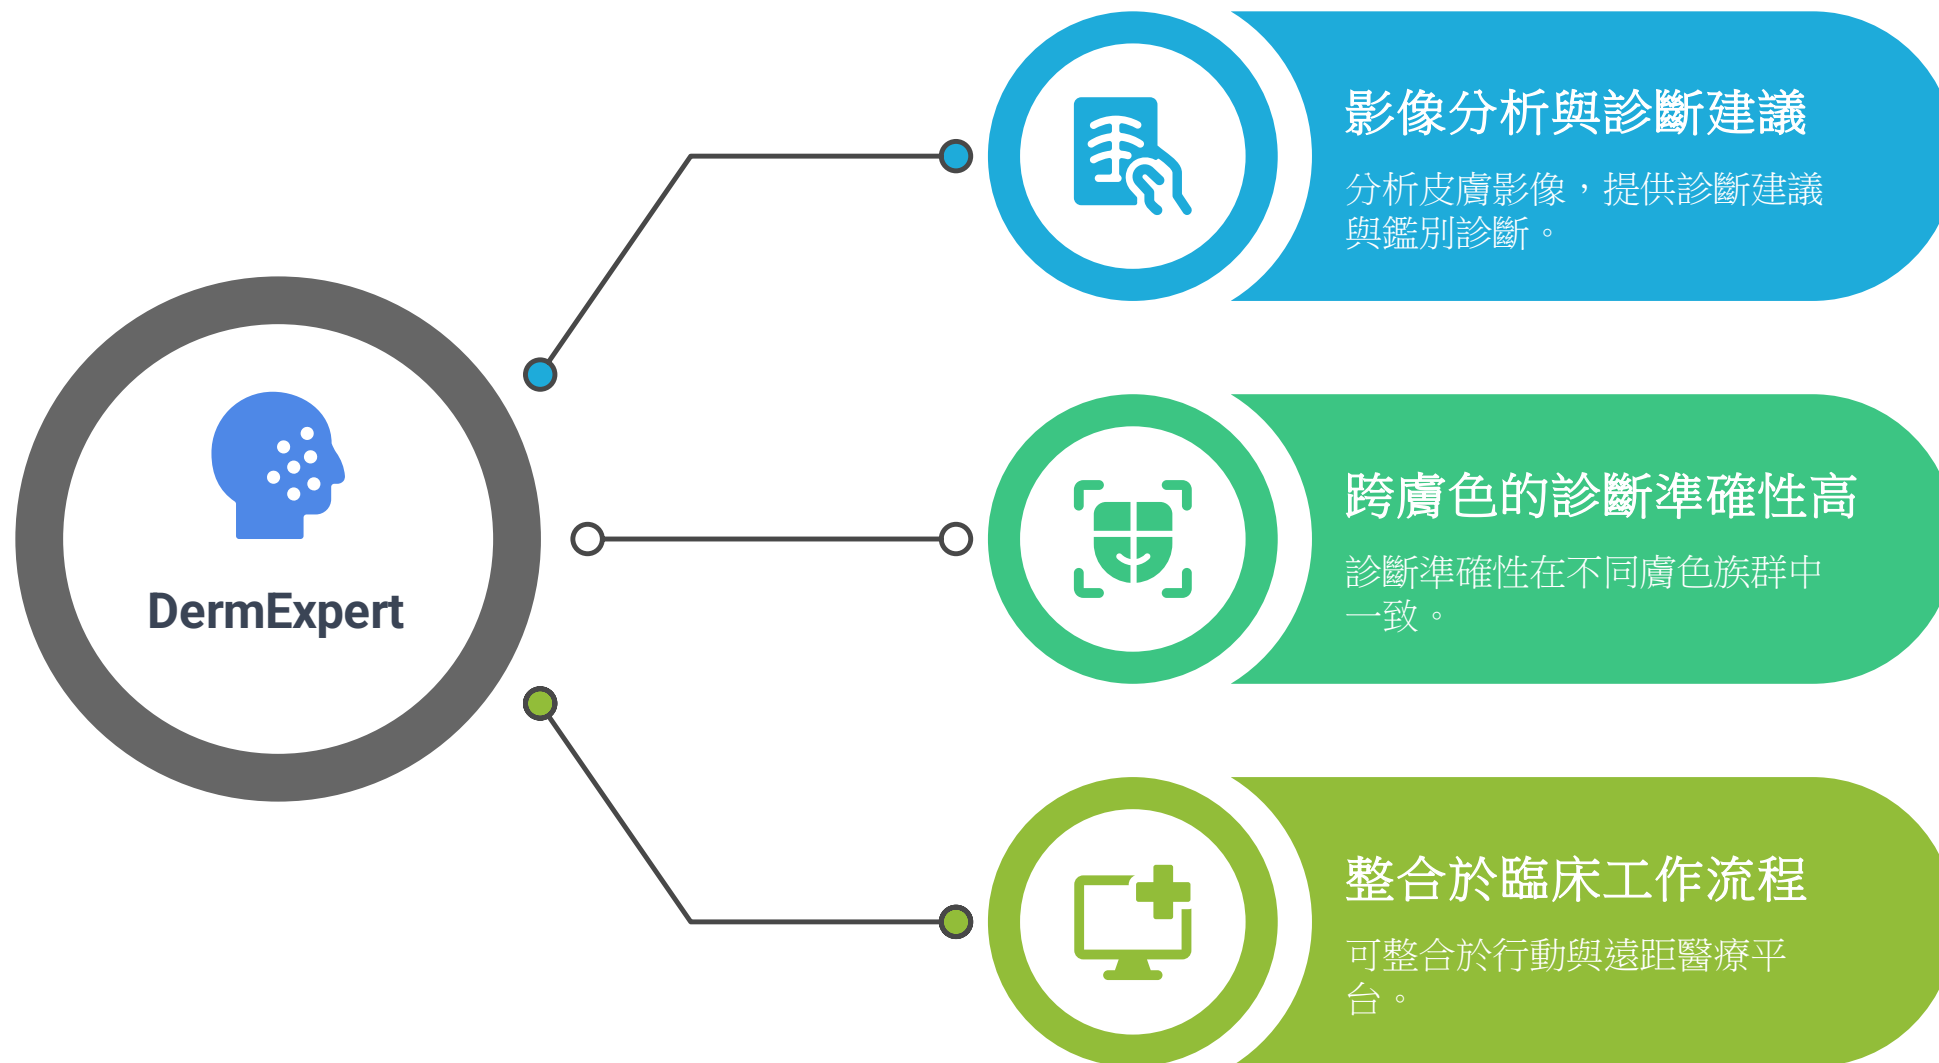 DermExpert
影像分析與診斷建議
分析皮膚影像，提供診斷建議
與鑑別診斷。
跨膚色的診斷準確性高
診斷準確性在不同膚色族群中
一致。
整合於臨床工作流程
可整合於行動與遠距醫療平
台。